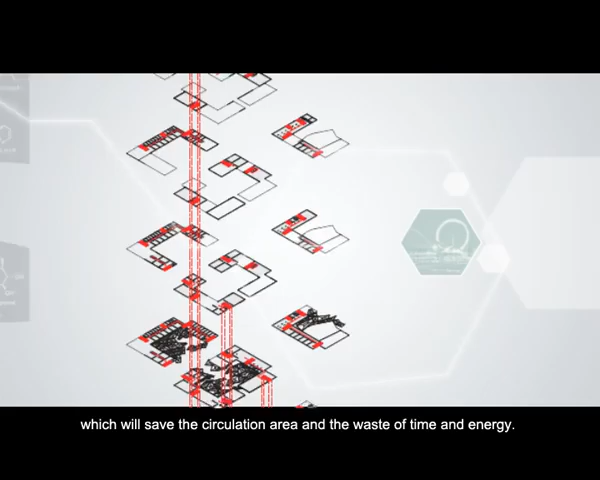 which will save the circulation area and the waste of time and energy.